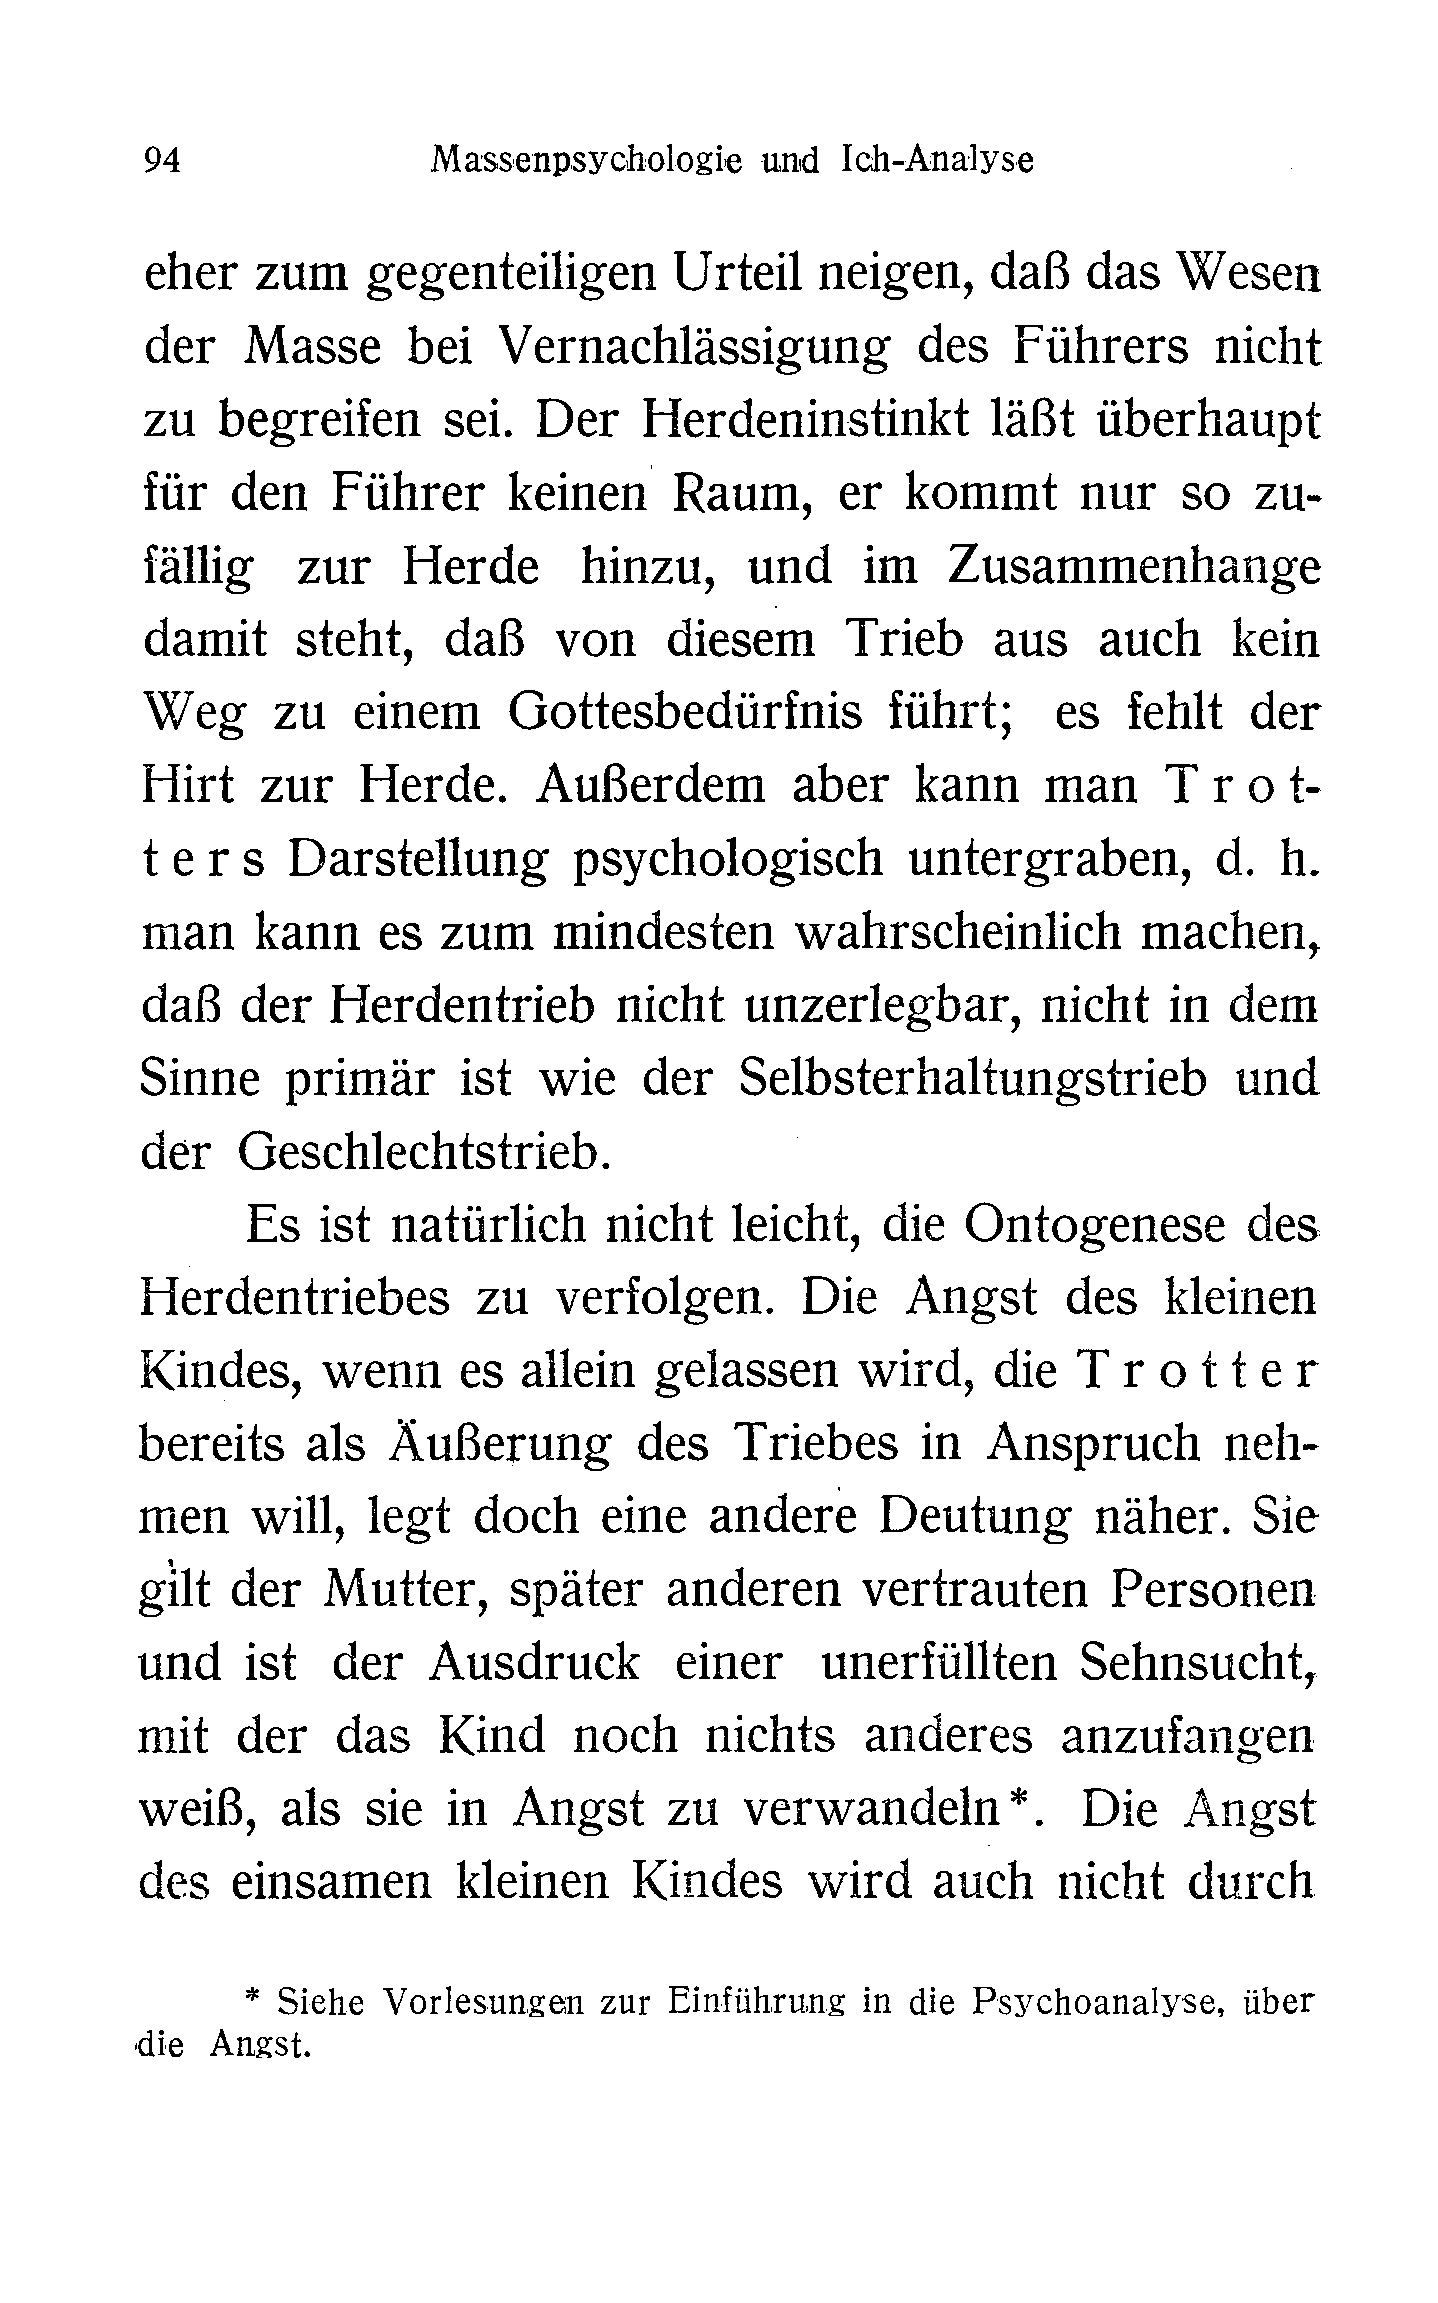 94 Massenpsychologie und Ich-Analyse
eher zum gegenteiligen Urteil neigen, daß das Wesen
der Masse bei Vernachlässigung des Führers nicht
zu begreifen sei. Der Herdeninstinkt läßt überhaupt
für den Führer keinen Raum, er kommt nur so zu-
fällig zur Herde hinzu, und im Zusammenhange
damit steht, daß von diesem Trieb aus auch kein
Weg zu einem Gottesbedürfnis führt; es fehlt der
Hirt zur Herde. Außerdem aber kann man T r o t-
t e r s Darstellung psychologisch untergraben, d. h.
man kann es zum mindesten wahrscheinlich machen,
daß der Herdentrieb nicht unzerlegbar, nicht in dem
Sinne primär ist wie der Selbsterhaltungstrieb und
der Geschlechtstrieb.
Es ist natürlich nicht leicht, die Ontogenese des
Herdentriebes zu verfolgen. Die Angst des kleinen
Kindes, wenn es allein gelassen wird, die T r o t t e r
bereits als Äußerung des Triebes in Anspruch neh-
men will, legt doch eine andere Deutung näher. Sie
gilt der Mutter, später anderen vertrauten Personen
und ist der Ausdruck einer unerfüllten Sehnsucht,
mit der das Kind noch nichts anderes anzufangen
weiß, als sie in Angst zu verwandeln*. Die Angst
des einsamen kleinen Kindes wird auch nicht durch
* Siehe Vorlesungen zur Einführung in die Psychoanalyse, über
die Angst.